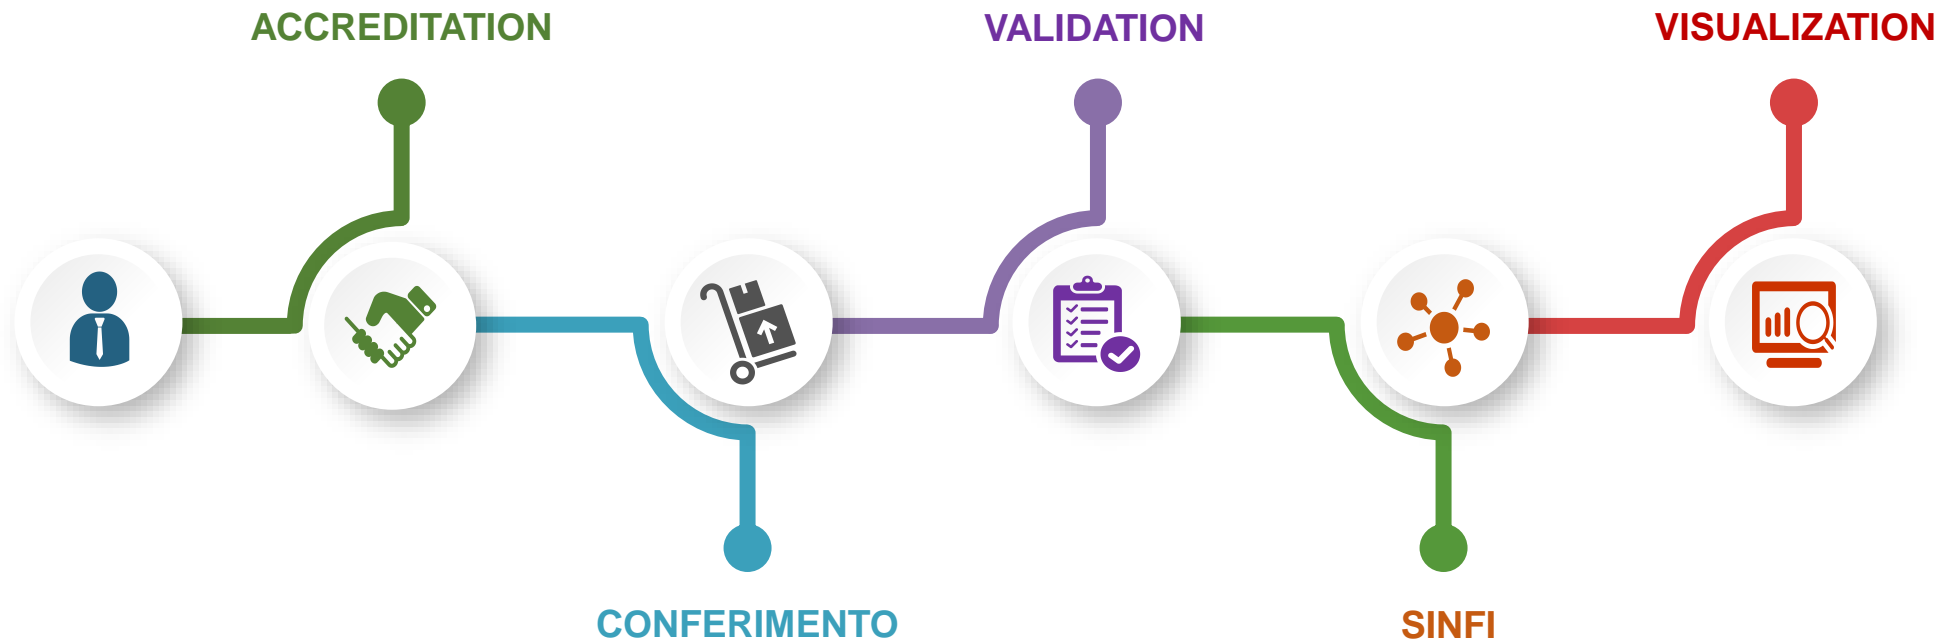 ACCREDITATION
VALIDATION
VISUALIZATION
CONFERIMENTO
SINFI